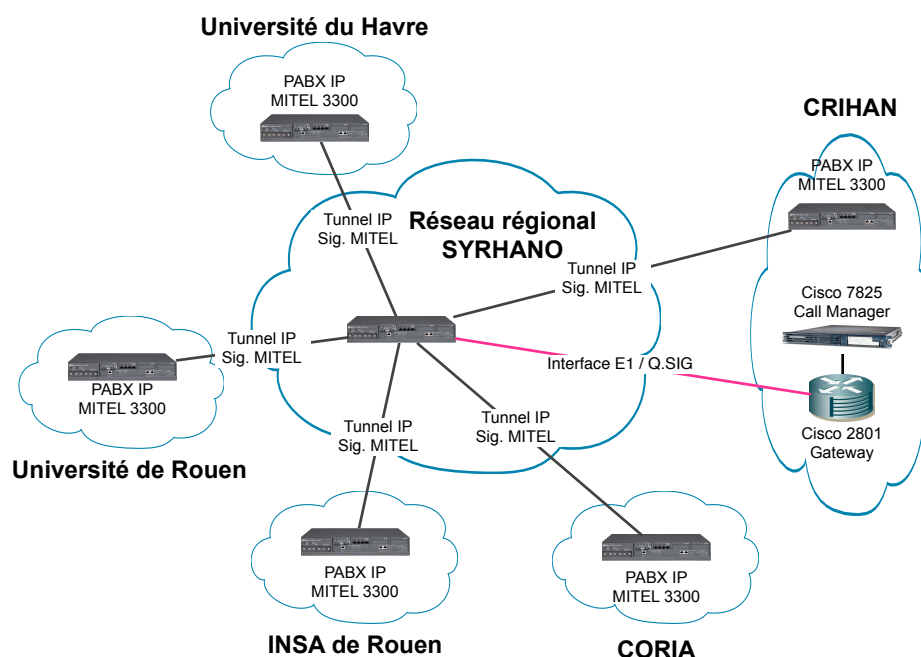 Université du Havre
PABX IP
MITEL 3300
CRIHAN
PABX IP
MITEL 3300
Tunnel IP
Sig. MITEL
Réseau régional
SYRHANO
Tunnel IP
Sig. MITEL
Cisco 7825
Call Manager
Tunnel IP
Sig. MITEL
Interface E1 / Q.SIG
PABX IP
MITEL 3300
Tunnel IP
Sig. MITEL
Tunnel IP
Sig. MITEL
Cisco 2801
Gateway
Université de Rouen
PABX IP
MITEL 3300
PABX IP
MITEL 3300
INSA de Rouen
CORIA